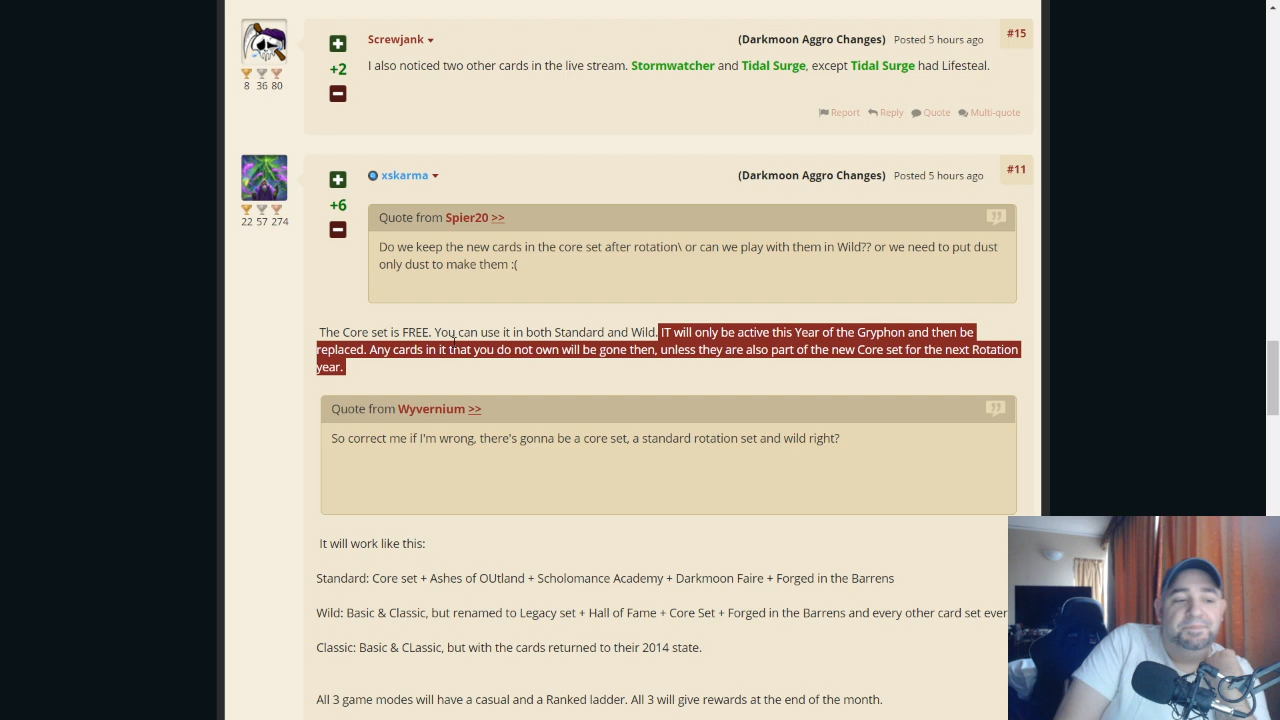 Screwjank
(Darkmoon Aggro Changes) Posted 5 hours ago
#15
+2
I also noticed two other cards in the live stream. Stormwatcher and Tidal Surge, except Tidal Surge had Lifesteal.
8 36 80
Report Reply Quote Multi-quote
xskarma
(Darkmoon Aggro Changes) Posted 5 hours ago
#11
+6
22 57 274
Quote from Spier20 >>
Do we keep the new cards in the core set after rotation\ or can we play with them in Wild?? or we need to put dust
only dust to make them :(
The Core set is FREE. You can use it in both Standard and Wild. IT will only be active this Year of the Gryphon and then be
replaced. Any cards in it that you do not own will be gone then, unless they are also part of the new Core set for the next Rotation
year.
Quote from Wyvernium >>
So correct me if I'm wrong, there's gonna be a core set, a standard rotation set and wild right?
It will work like this:
Standard: Core set + Ashes of OUtland + Scholomance Academy + Darkmoon Faire + Forged in the Barrens
Wild: Basic & Classic, but renamed to Legacy set + Hall of Fame + Core Set + Forged in the Barrens and every other card set ever
Classic: Basic & CLassic, but with the cards returned to their 2014 state.
All 3 game modes will have a casual and a Ranked ladder. All 3 will give rewards at the end of the month.